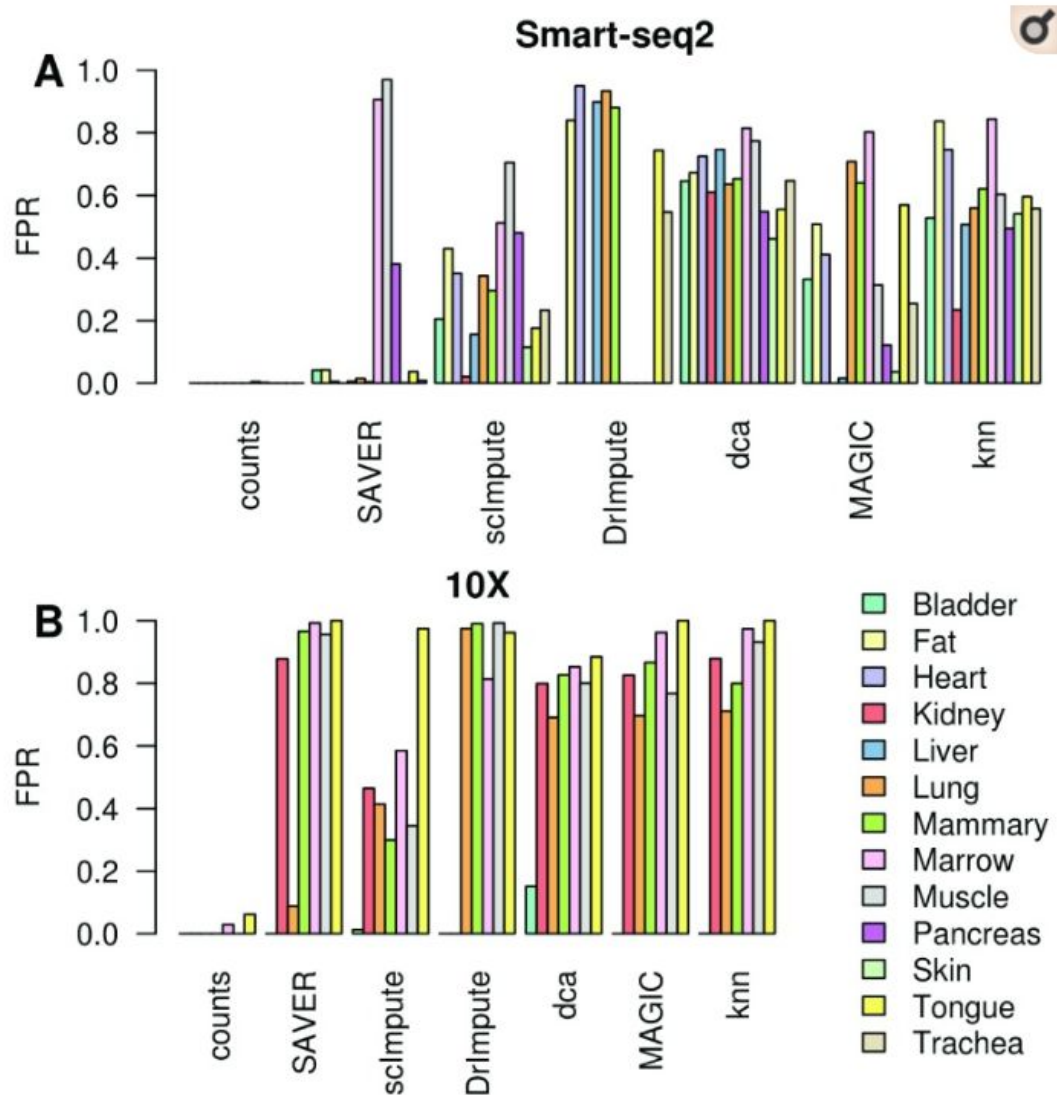 Smart-seq2
A
1.0
0.8
0.6
0.4
0.2
0.0
FPR
counts
SAVER
scImpute
DrImpute
dca
MAGIC
knn
10X
B
1.0
0.8
0.6
0.4
0.2
0.0
FPR
counts
SAVER
scImpute
DrImpute
dca
MAGIC
knn
Bladder
Fat
Heart
Kidney
Liver
Lung
Mammary
Marrow
Muscle
Pancreas
Skin
Tongue
Trachea